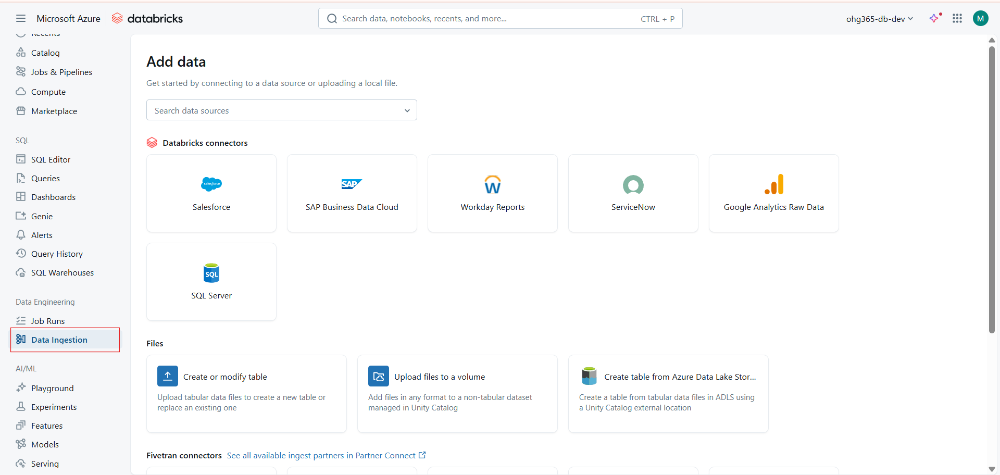 Microsoft Azure
databricks
Search data, notebooks, recents, and more...
CTRL + P
ohg365-db-dev
M
Recents
Catalog
Jobs & Pipelines
Compute
Marketplace
SQL
SQL Editor
Queries
Dashboards
Genie
Alerts
Query History
SQL Warehouses
Data Engineering
Job Runs
Data Ingestion
AI/ML
Playground
Experiments
Features
Models
Serving
Add data
Get started by connecting to a data source or uploading a local file.
Search data sources
Databricks connectors
salesforce
Salesforce
SAP
SAP Business Data Cloud
W
Workday Reports
ServiceNow
Google Analytics Raw Data
SQL
SQL Server
Files
Create or modify table
Upload tabular data files to create a new table or
replace an existing one
Upload files to a volume
Add files in any format to a non-tabular dataset
managed in Unity Catalog
Create table from Azure Data Lake Stor...
Create a table from tabular data files in ADLS using
a Unity Catalog external location
Fivetran connectors See all available ingest partners in Partner Connect